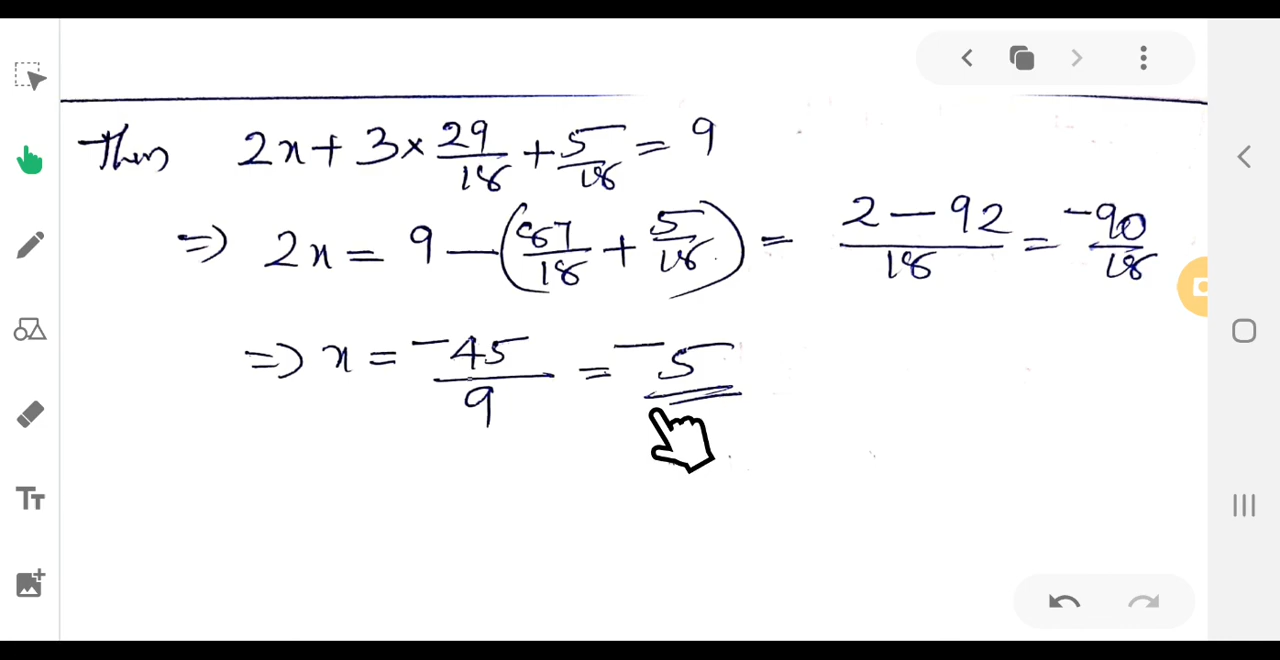 Then 2x + 3 × 29/18 + 5/18 = 9
⇒ 2x = 9 − (87/18 + 5/18) = 2 − 92/18 = -90/18
⇒ x = -45/9 = -5
TT